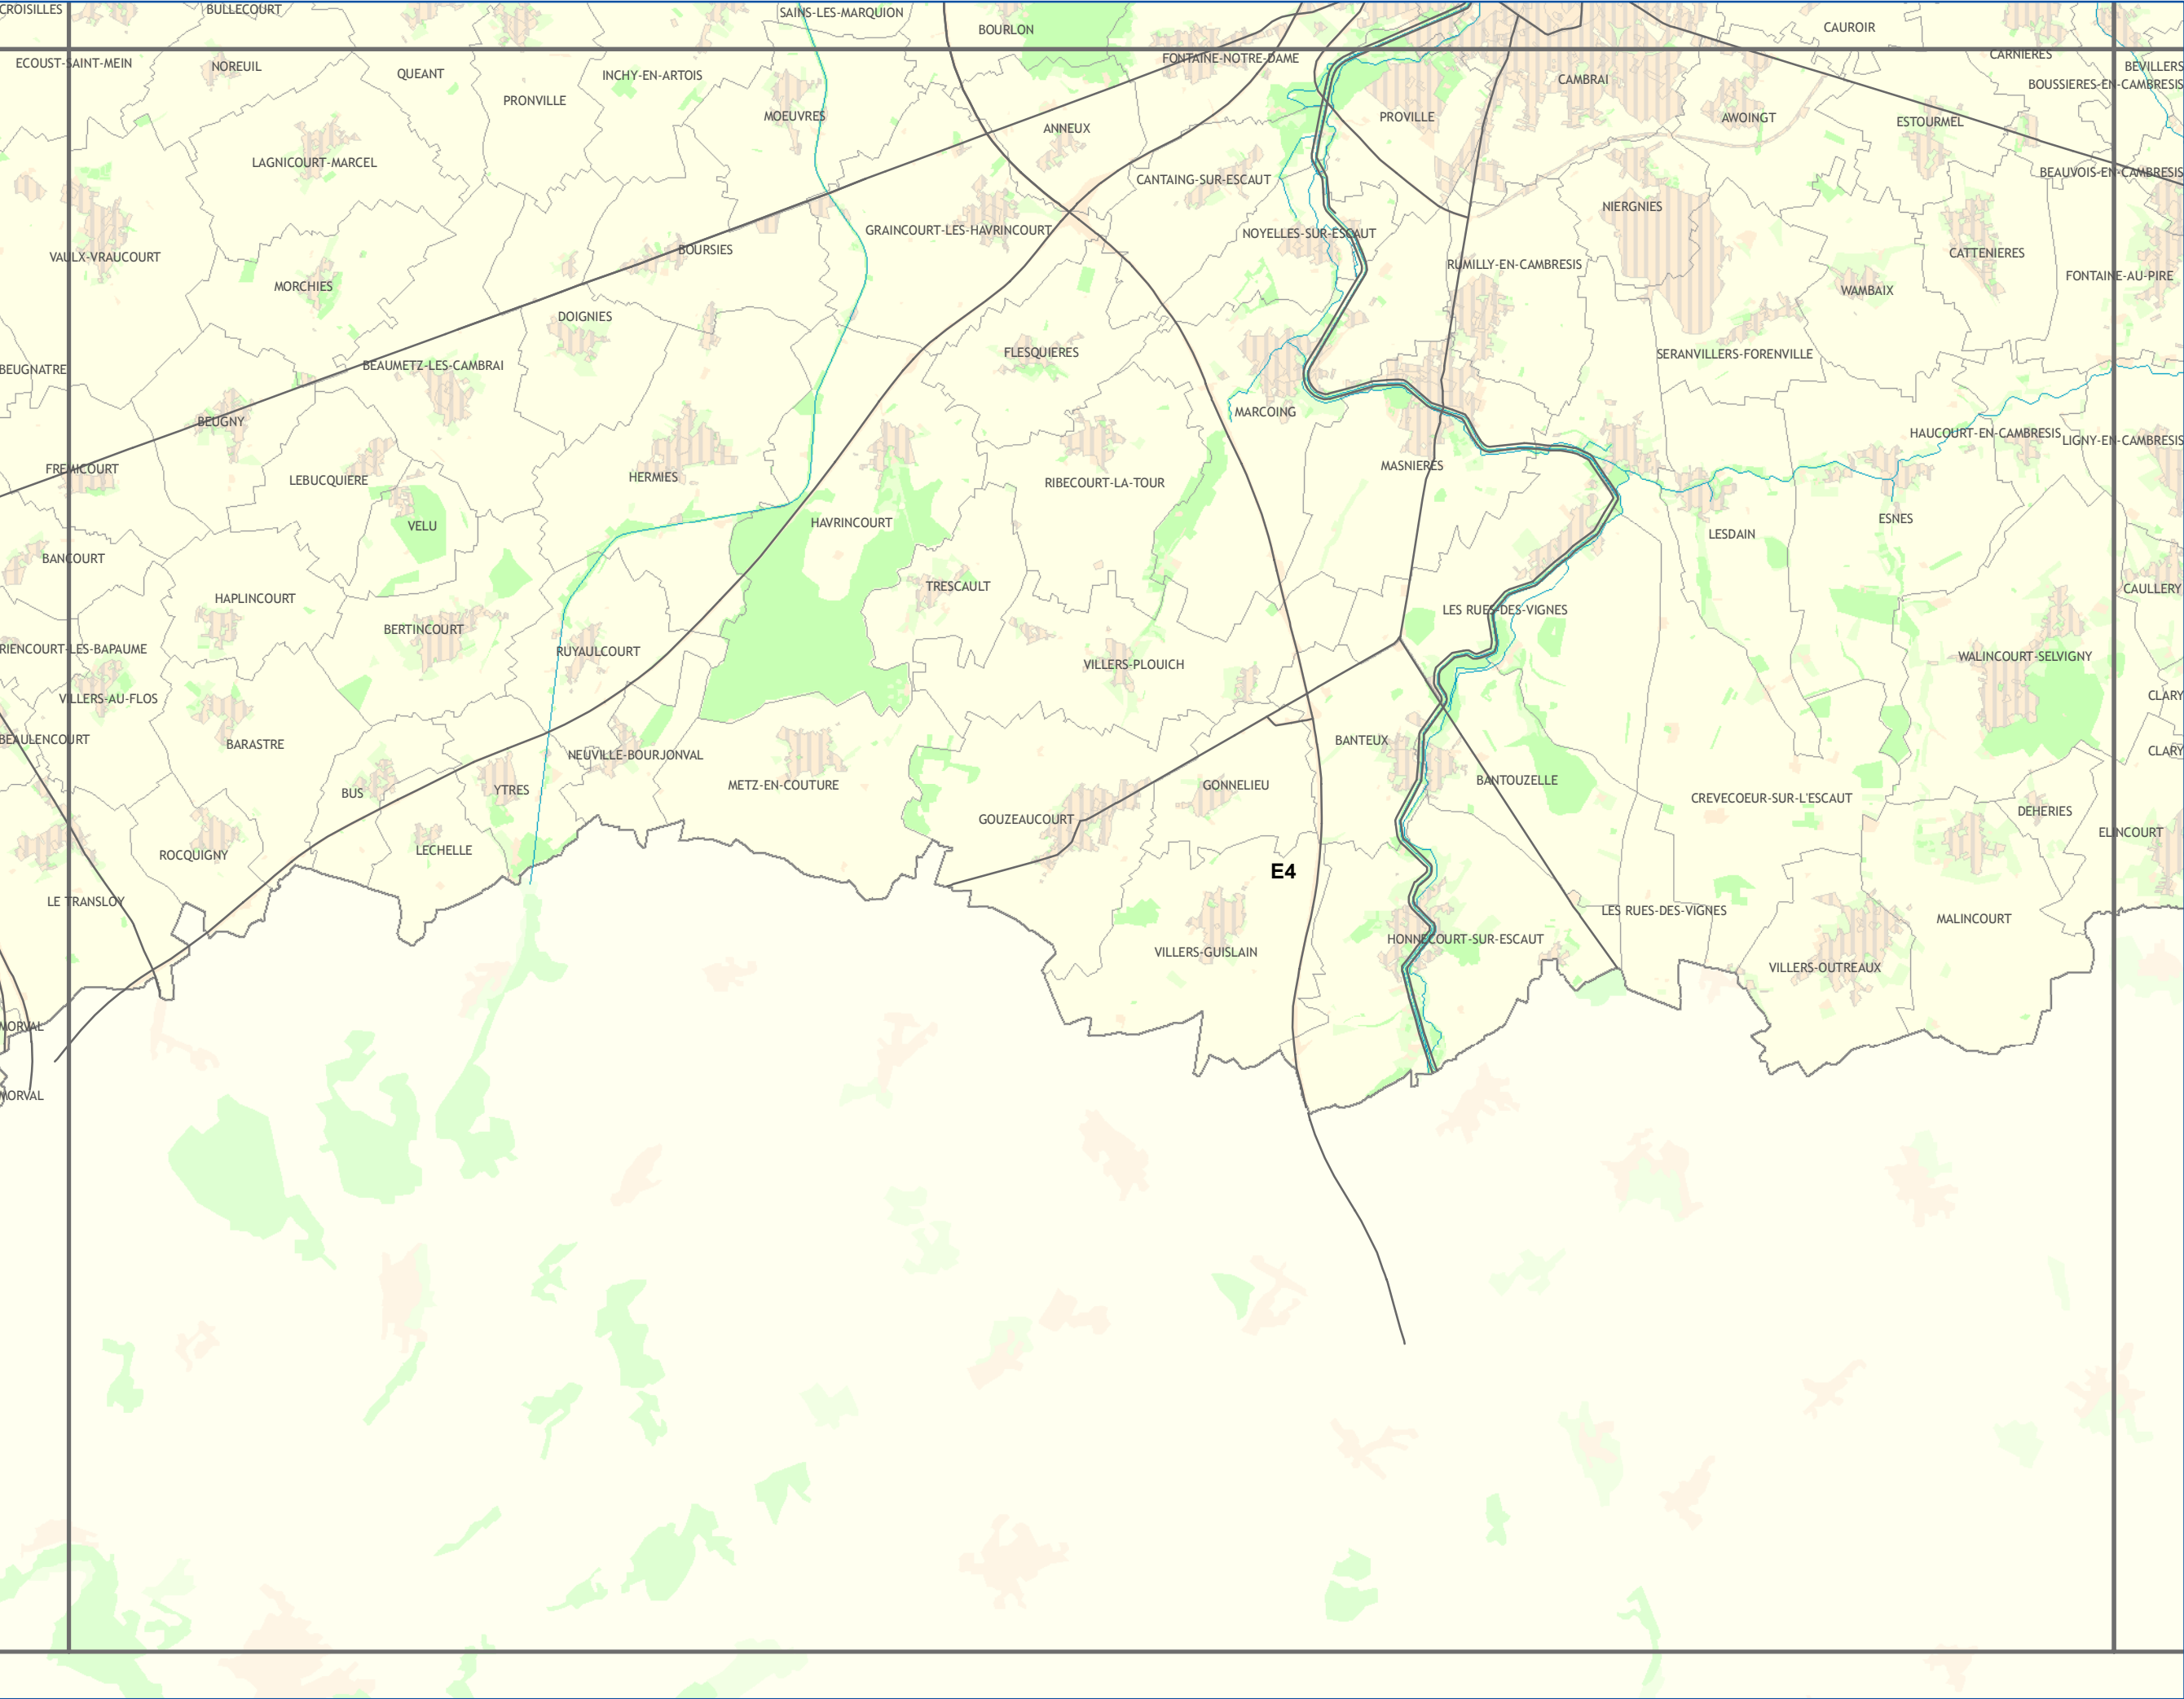 CROISILLES
BULLECOURT
SAINS-LES-MARQUION
BOURLON
CAUROIR
ECOUST-SAINT-MEIN
NOREUIL
QUEANT
INCHY-EN-ARTOIS
FONTAINE-NOTRE-DAME
CARNIERES
BEVILLERS
PRONVILLE
MOEUVRES
CAMBRAI
BOUSSIERES-EN-CAMBRESIS
ANNEUX
PROVILLE
AWOINGT
ESTOURMEL
LAGNICOURT-MARCEL
CANTAING-SUR-ESCAUT
BEAUVOIS-EN-CAMBRESIS
NIERGNIES
VAULX-VRAUCOURT
BOURSIES
GRAINCOURT-LES-HAVRINCOURT
NOYELLES-SUR-ESCAUT
CATTENIERES
MORCHIES
RUMILLY-EN-CAMBRESIS
WAMBAIX
FONTAINE-AU-PIRE
DOIGNIES
BEUGNATRE
BEAUMETZ-LES-CAMBRAI
FLESQUIERES
SERANVILLERS-FORENVILLE
BEUGNY
MARCOING
HAUCOURT-EN-CAMBRESIS
LIGNY-EN-CAMBRESIS
FREMICOURT
LEBUCQUIERE
HERMIES
RIBECOURT-LA-TOUR
MASNIERES
VELU
HAVRINCOURT
LESDAIN
ESNES
BANCOURT
HAPLINCOURT
TRESCAULT
LES RUES-DES-VIGNES
CAULLERY
RIENCOURT-LES-BAPAUME
BERTINCOURT
RUYAULCOURT
VILLERS-PLOUICH
WALINCOURT-SELVIGNY
VILLERS-AU-FLOS
CLARY
BEAULENCOURT
BARASTRE
NEUVILLE-BOURJONVAL
BANTEUX
CLARY
BUS
YTRES
METZ-EN-COUTURE
GONNELIEU
BANTOUZELLE
CREVECOEUR-SUR-L'ESCAUT
DEHERIES
GOUZEAUCOURT
ELINCOURT
ROCQUIGNY
LECHELLE
E4
LE TRANSLOY
LES RUES-DES-VIGNES
MALINCOURT
VILLERS-GUISLAIN
HONNECOURT-SUR-ESCAUT
VILLERS-OUTREAUX
MORVAL
MORVAL